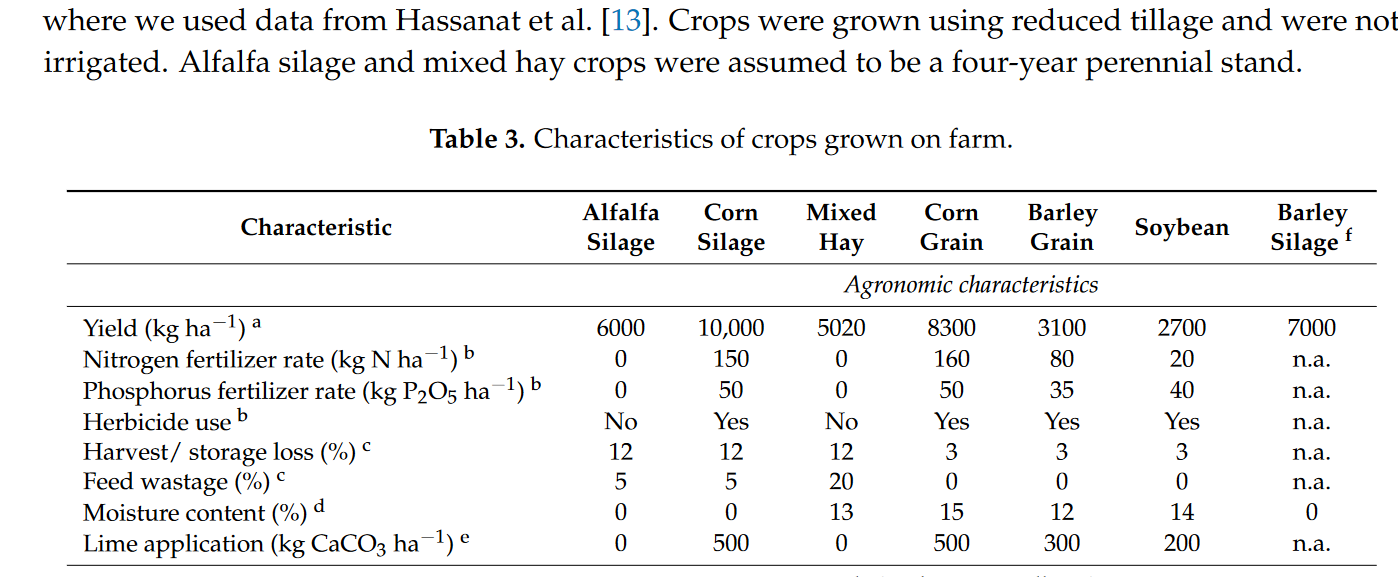 where we used data from Hassanat et al. [13]. Crops were grown using reduced tillage and were not
irrigated. Alfalfa silage and mixed hay crops were assumed to be a four-year perennial stand.
Table 3. Characteristics of crops grown on farm.
Characteristic Alfalfa Silage Corn Silage Mixed Hay Corn Grain Barley Grain Soybean Barley Silage f
Agronomic characteristics
Yield (kg ha−1) a 6000 10,000 5020 8300 3100 2700 7000
Nitrogen fertilizer rate (kg N ha−1) b 0 150 0 160 80 20 n.a.
Phosphorus fertilizer rate (kg P2O5 ha−1) b 0 50 0 50 35 40 n.a.
Herbicide use b No Yes No Yes Yes Yes n.a.
Harvest/ storage loss (%) c 12 12 12 3 3 3 n.a.
Feed wastage (%) c 5 5 20 0 0 0 n.a.
Moisture content (%) d 0 0 13 15 12 14 0
Lime application (kg CaCO3 ha−1) e 0 500 0 500 300 200 n.a.